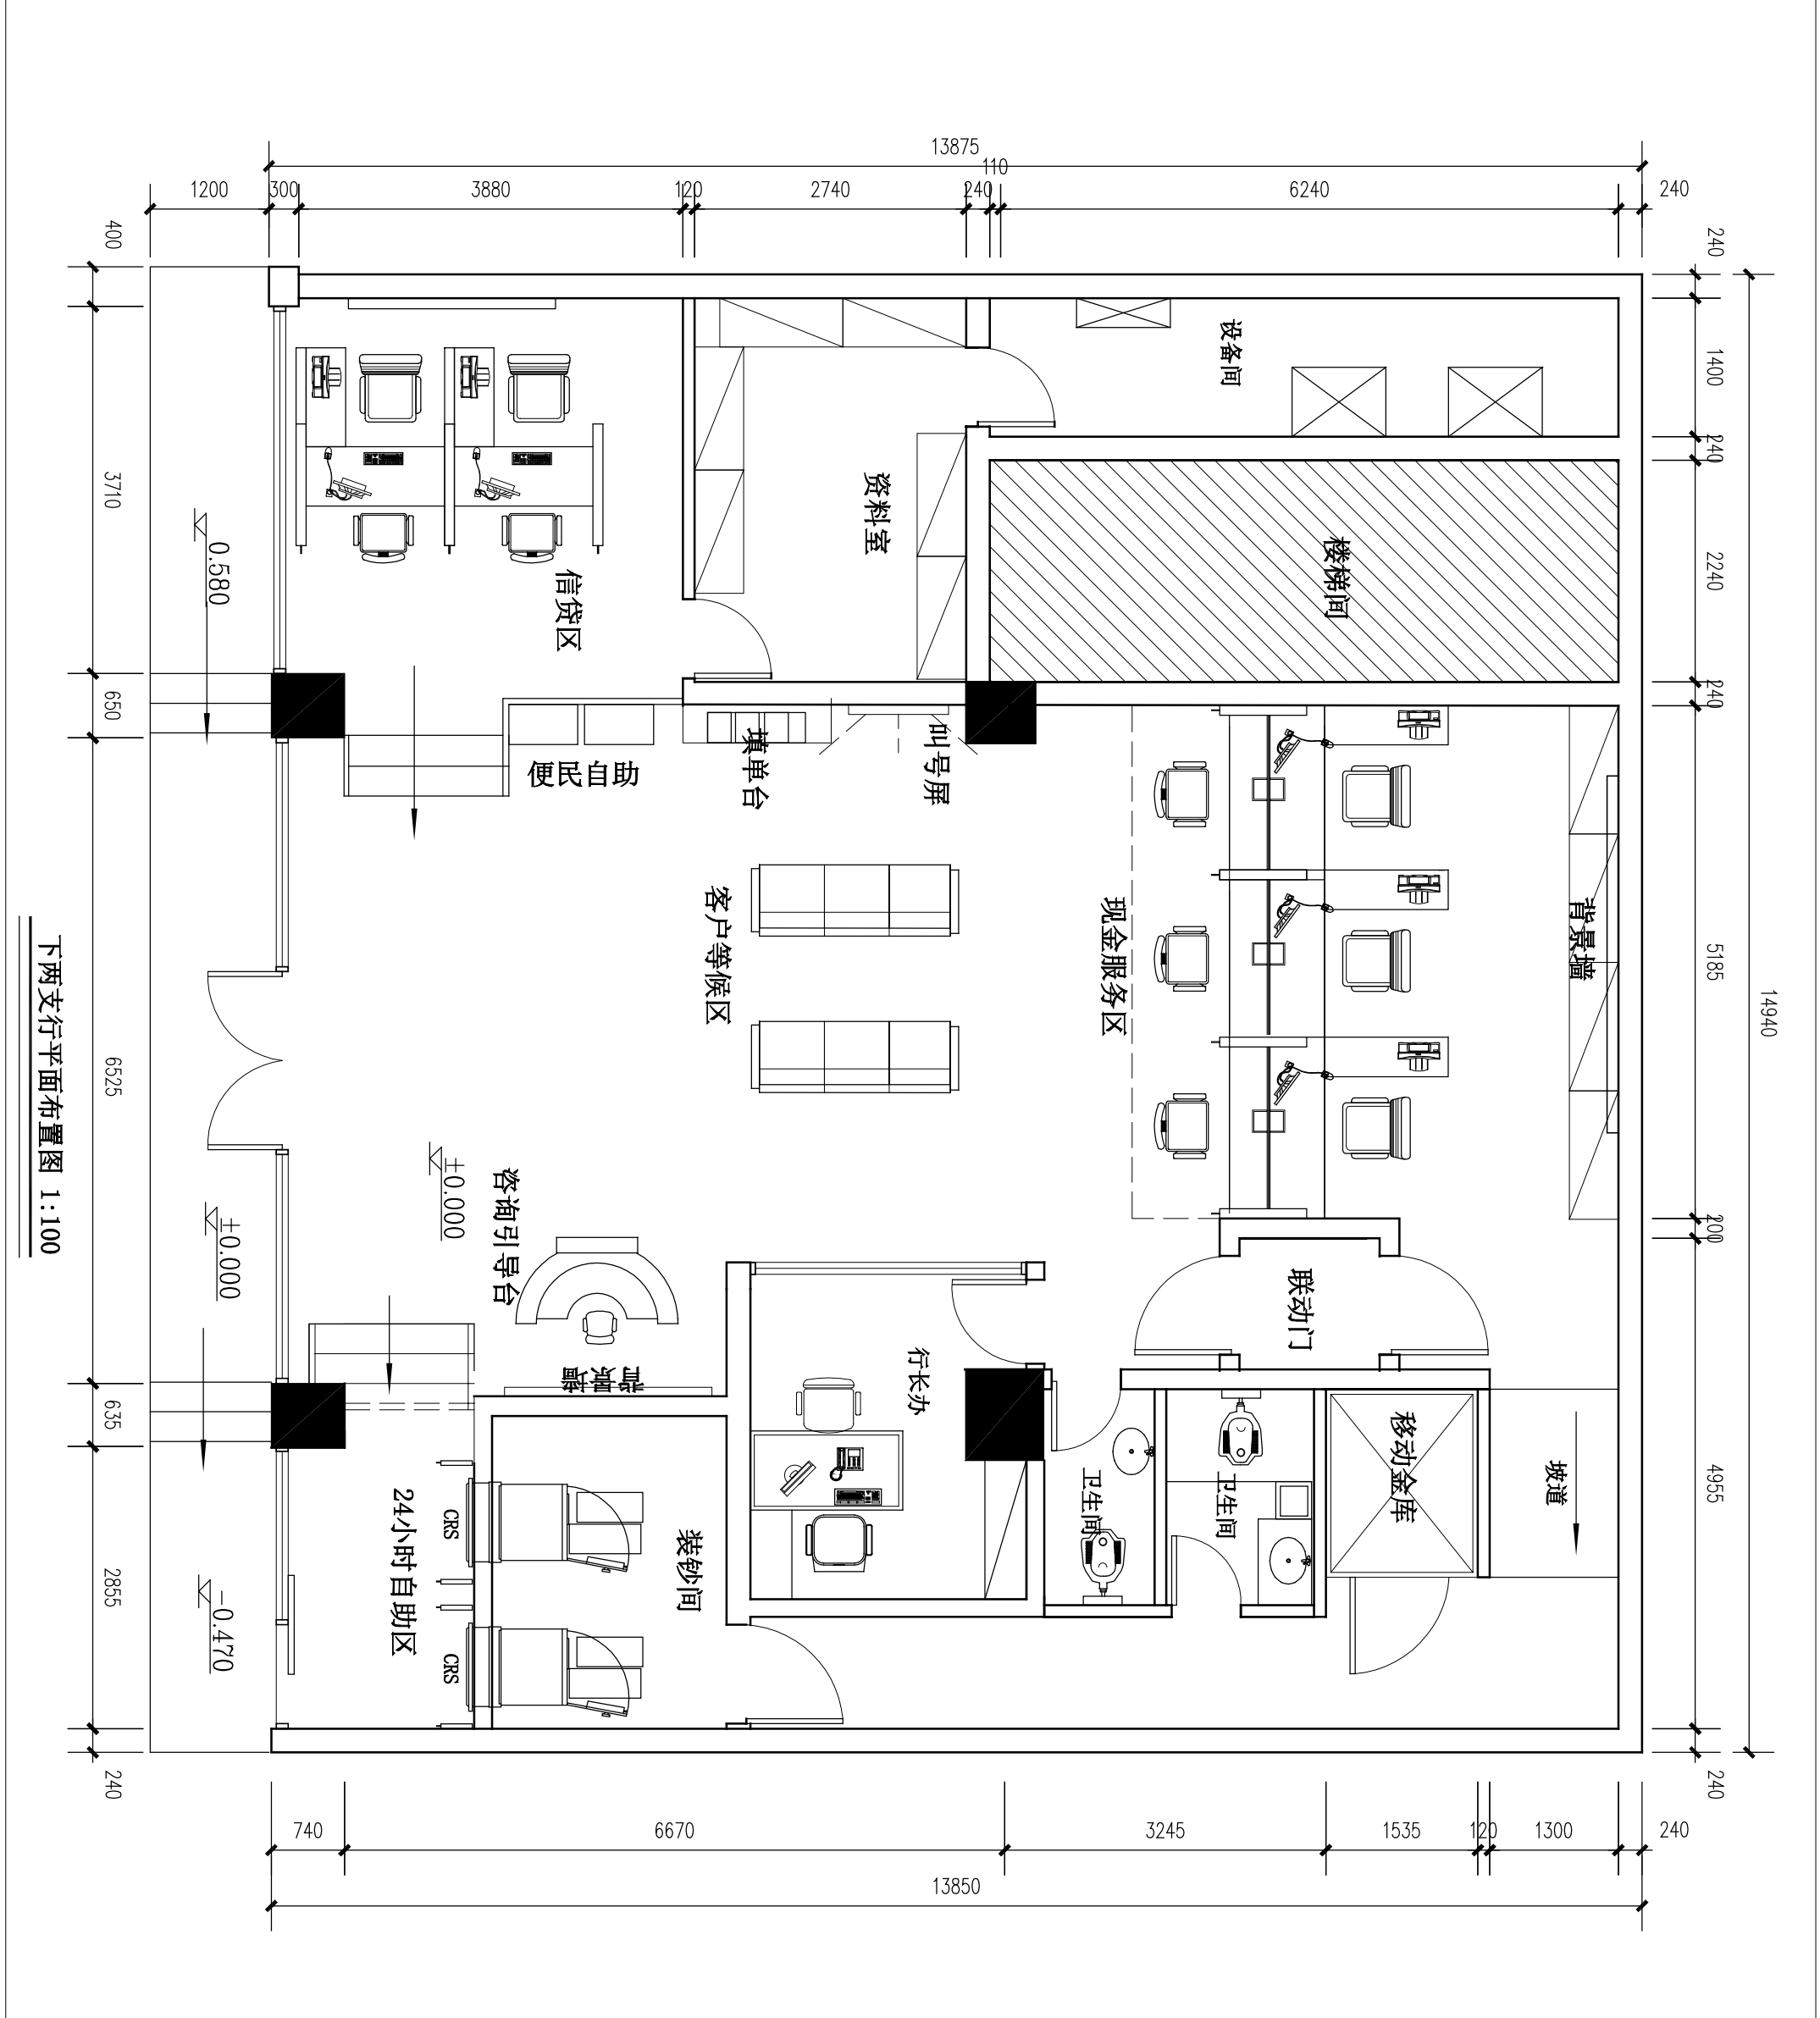 13875
110
1200
300
3880
120
2740
240
6240
240
400
3710
650
6525
635
2855
240
240
1400
240
2240
240
5185
200
4955
240
14940
设备间
资料室
楼梯间
信贷区
0.580
便民自助
填单台
叫号屏
客户等候区
现金服务区
背景墙
咨询引导台
±0.000
±0.000
联动门
背景墙
行长办
移动金库
坡道
卫生间
卫生间
24小时自助区
CRS
CRS
装钞间
-0.470
740
6670
3245
1535
120
1300
240
13850
下两支行平面布置图 1:100